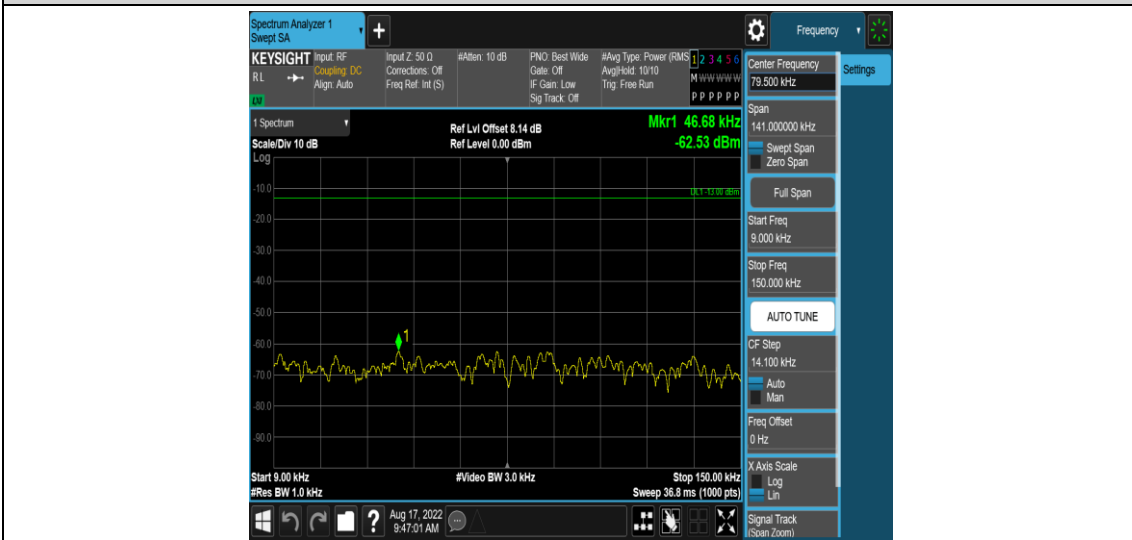 Spectrum Analyzer 1
Swept SA
+
Frequency
KEYSIGHT
RL
LXI
Input: RF
Coupling: DC
Align: Auto
Input Z: 50 Ω
Corrections: Off
Freq Ref: Int (S)
#Atten: 10 dB
PNO: Best Wide
Gate: Off
IF Gain: Low
Sig Track: Off
#Avg Type: Power (RMS
Avg|Hold: 10/10
Trig: Free Run
1 2 3 4 5 6
M W W W W W
P P P P P P
Center Frequency
79.500 kHz
Settings
Span
141.000000 kHz
Swept Span
Zero Span
Full Span
Start Freq
9.000 kHz
Stop Freq
150.000 kHz
AUTO TUNE
CF Step
14.100 kHz
Auto
Man
Freq Offset
0 Hz
X Axis Scale
Log
Lin
Signal Track
(Span Zoom)
1 Spectrum
Scale/Div 10 dB
Log
Ref Lvl Offset 8.14 dB
Ref Level 0.00 dBm
Mkr1 46.68 kHz
-62.53 dBm
DL1 -13.00 dBm
-10.0
-20.0
-30.0
-40.0
-50.0
-60.0
-70.0
-80.0
-90.0
1
Start 9.00 kHz
#Video BW 3.0 kHz
Stop 150.00 kHz
#Res BW 1.0 kHz
Sweep 36.8 ms (1000 pts)
?
Aug 17, 2022
9:47:01 AM